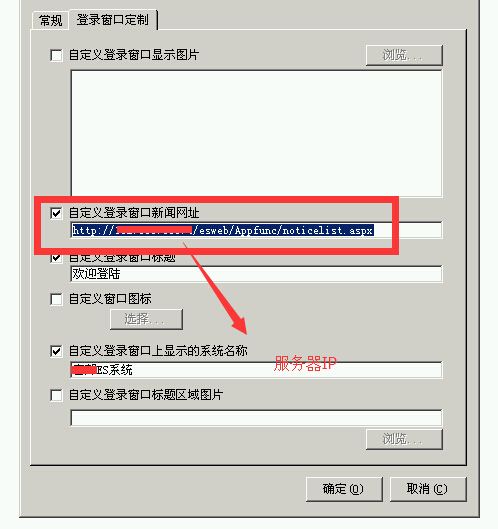 常规 登录窗口定制
自定义登录窗口显示图片 浏览...
自定义登录窗口新闻网址
http:// /esweb/Appfunc/noticelist.aspx
自定义登录窗口标题
欢迎登陆
自定义窗口图标
选择...
自定义登录窗口上显示的系统名称
服务器IP
ES系统
自定义登录窗口标题区域图片
浏览...
确定(O) 取消(C)